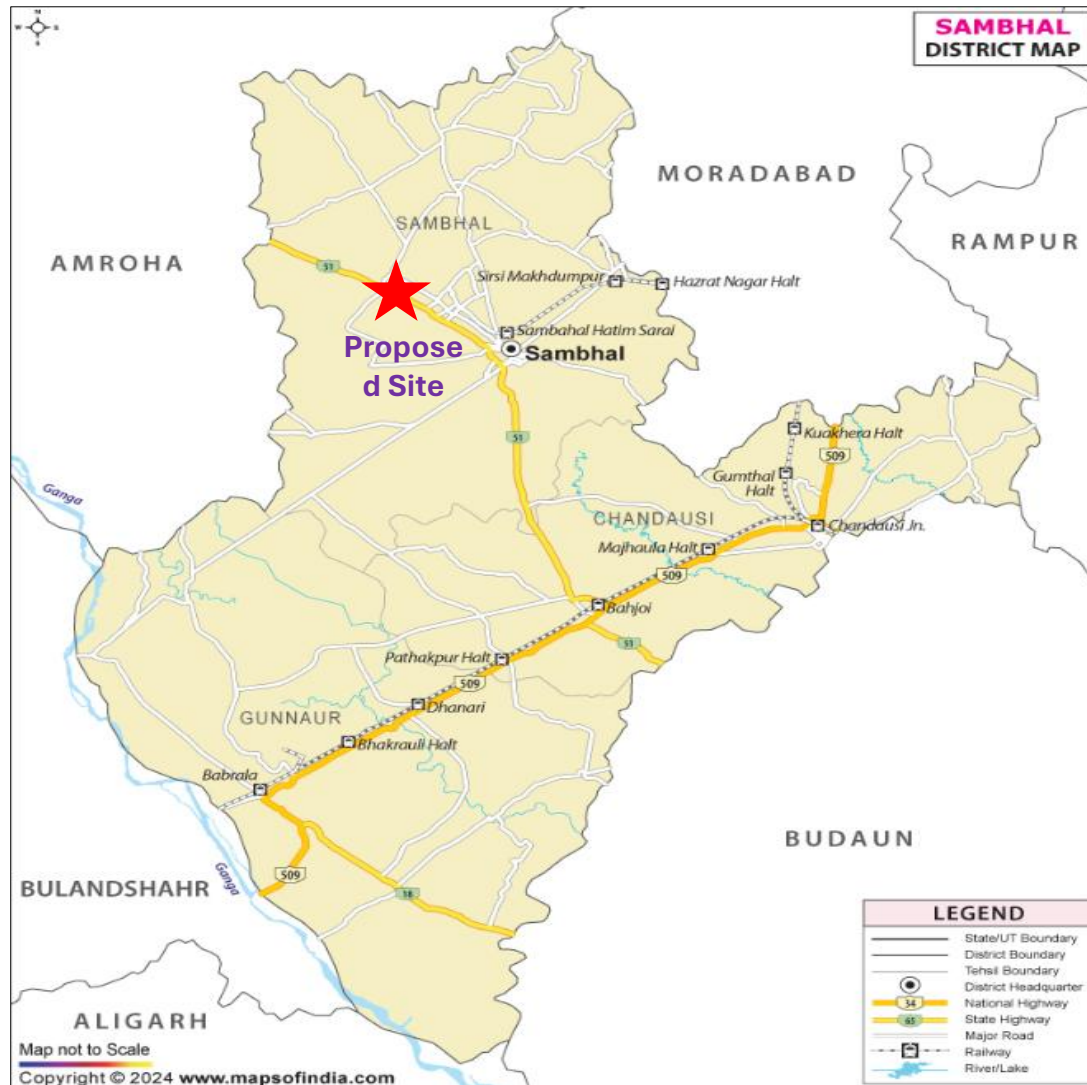 N
W
E
S
SAMBHAL
DISTRICT MAP
MORADABAD
RAMPUR
AMROHA
SAMBHAL
51
Sirsi Makhdumpur
Hazrat Nagar Halt
Sambahal Hatim Sarai
Sambhal
Propose
d Site
51
Kuakhera Halt
509
Gumthal
Halt
Ganga
CHANDAUSI
Chandausi Jn.
Majhaula Halt
509
Bahjoi
51
Pathakpur Halt
509
Dhanari
GUNNAUR
Bhakrauli Halt
Babrala
BUDAUN
Ganga
509
18
BULANDSHAHR
ALIGARH
LEGEND
State/UT Boundary
District Boundary
Tehsil Boundary
District Headquarter
34 National Highway
65 State Highway
Major Road
Railway
River/Lake
Map not to Scale
Copyright © 2024 www.mapsofindia.com